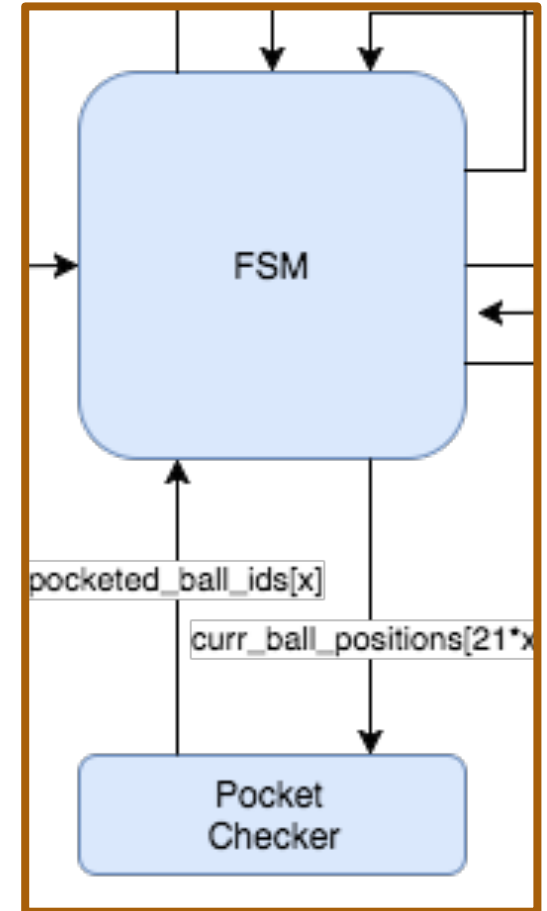 FSM
pocketed_ball_ids[x]
curr_ball_positions[21*x
Pocket
Checker